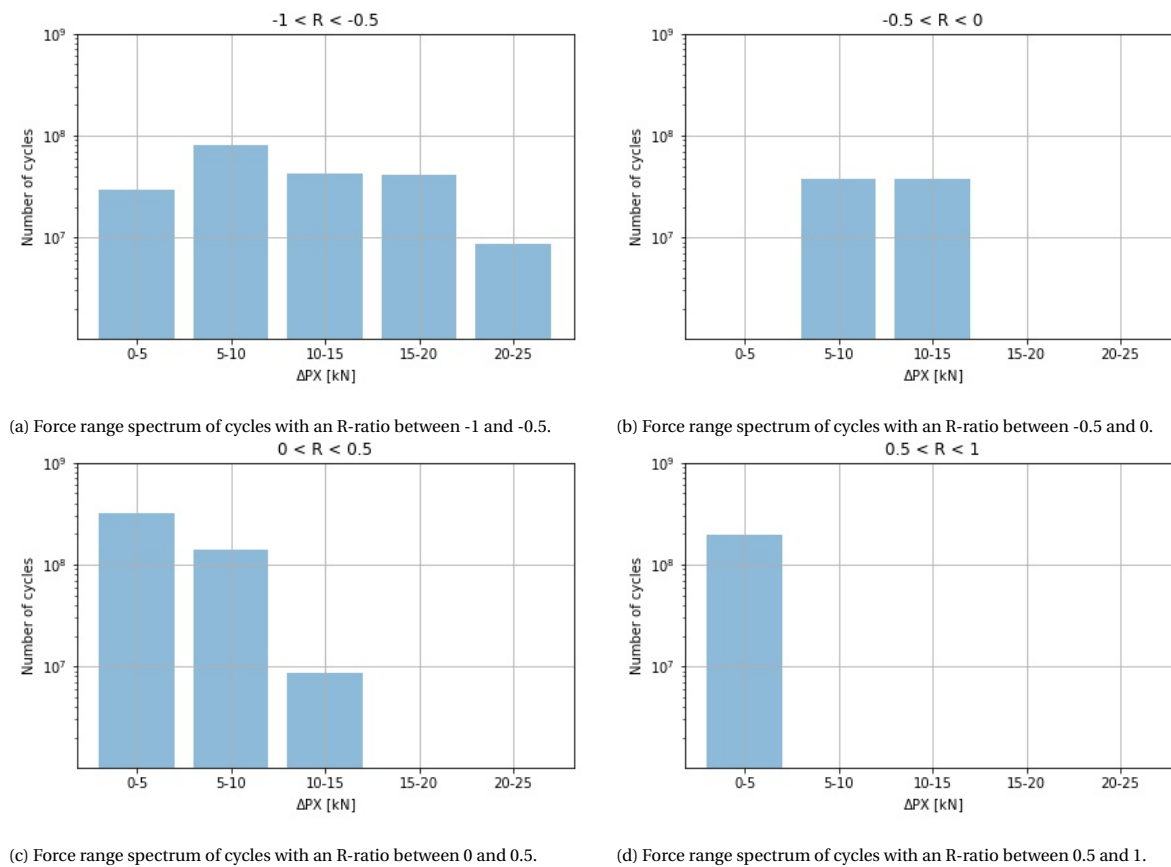 -1 < R < -0.5
10⁹
10⁸
10⁷
Number of cycles
0-5 5-10 10-15 15-20 20-25
ΔPX [kN]
(a) Force range spectrum of cycles with an R-ratio between -1 and -0.5.
-0.5 < R < 0
10⁹
10⁸
10⁷
Number of cycles
0-5 5-10 10-15 15-20 20-25
ΔPX [kN]
(b) Force range spectrum of cycles with an R-ratio between -0.5 and 0.
0 < R < 0.5
10⁹
10⁸
10⁷
Number of cycles
0-5 5-10 10-15 15-20 20-25
ΔPX [kN]
(c) Force range spectrum of cycles with an R-ratio between 0 and 0.5.
0.5 < R < 1
10⁹
10⁸
10⁷
Number of cycles
0-5 5-10 10-15 15-20 20-25
ΔPX [kN]
(d) Force range spectrum of cycles with an R-ratio between 0.5 and 1.